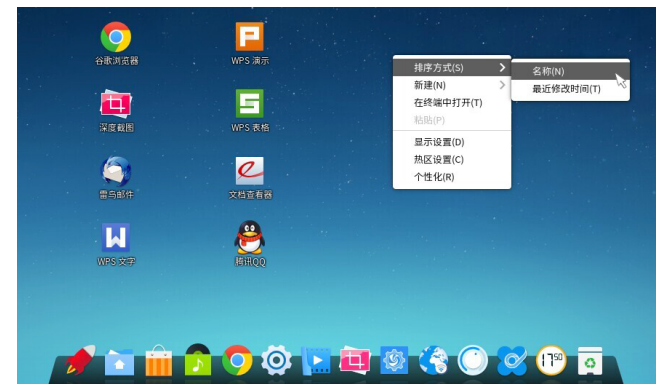 谷歌浏览器
WPS 演示
深度截图
WPS 表格
雷鸟邮件
文档查看器
WPS 文字
腾讯QQ
排序方式(S)
新建(N)
在终端中打开(T)
粘贴(P)
显示设置(D)
热区设置(C)
个性化(R)
名称(N)
最近修改时间(T)
17 50